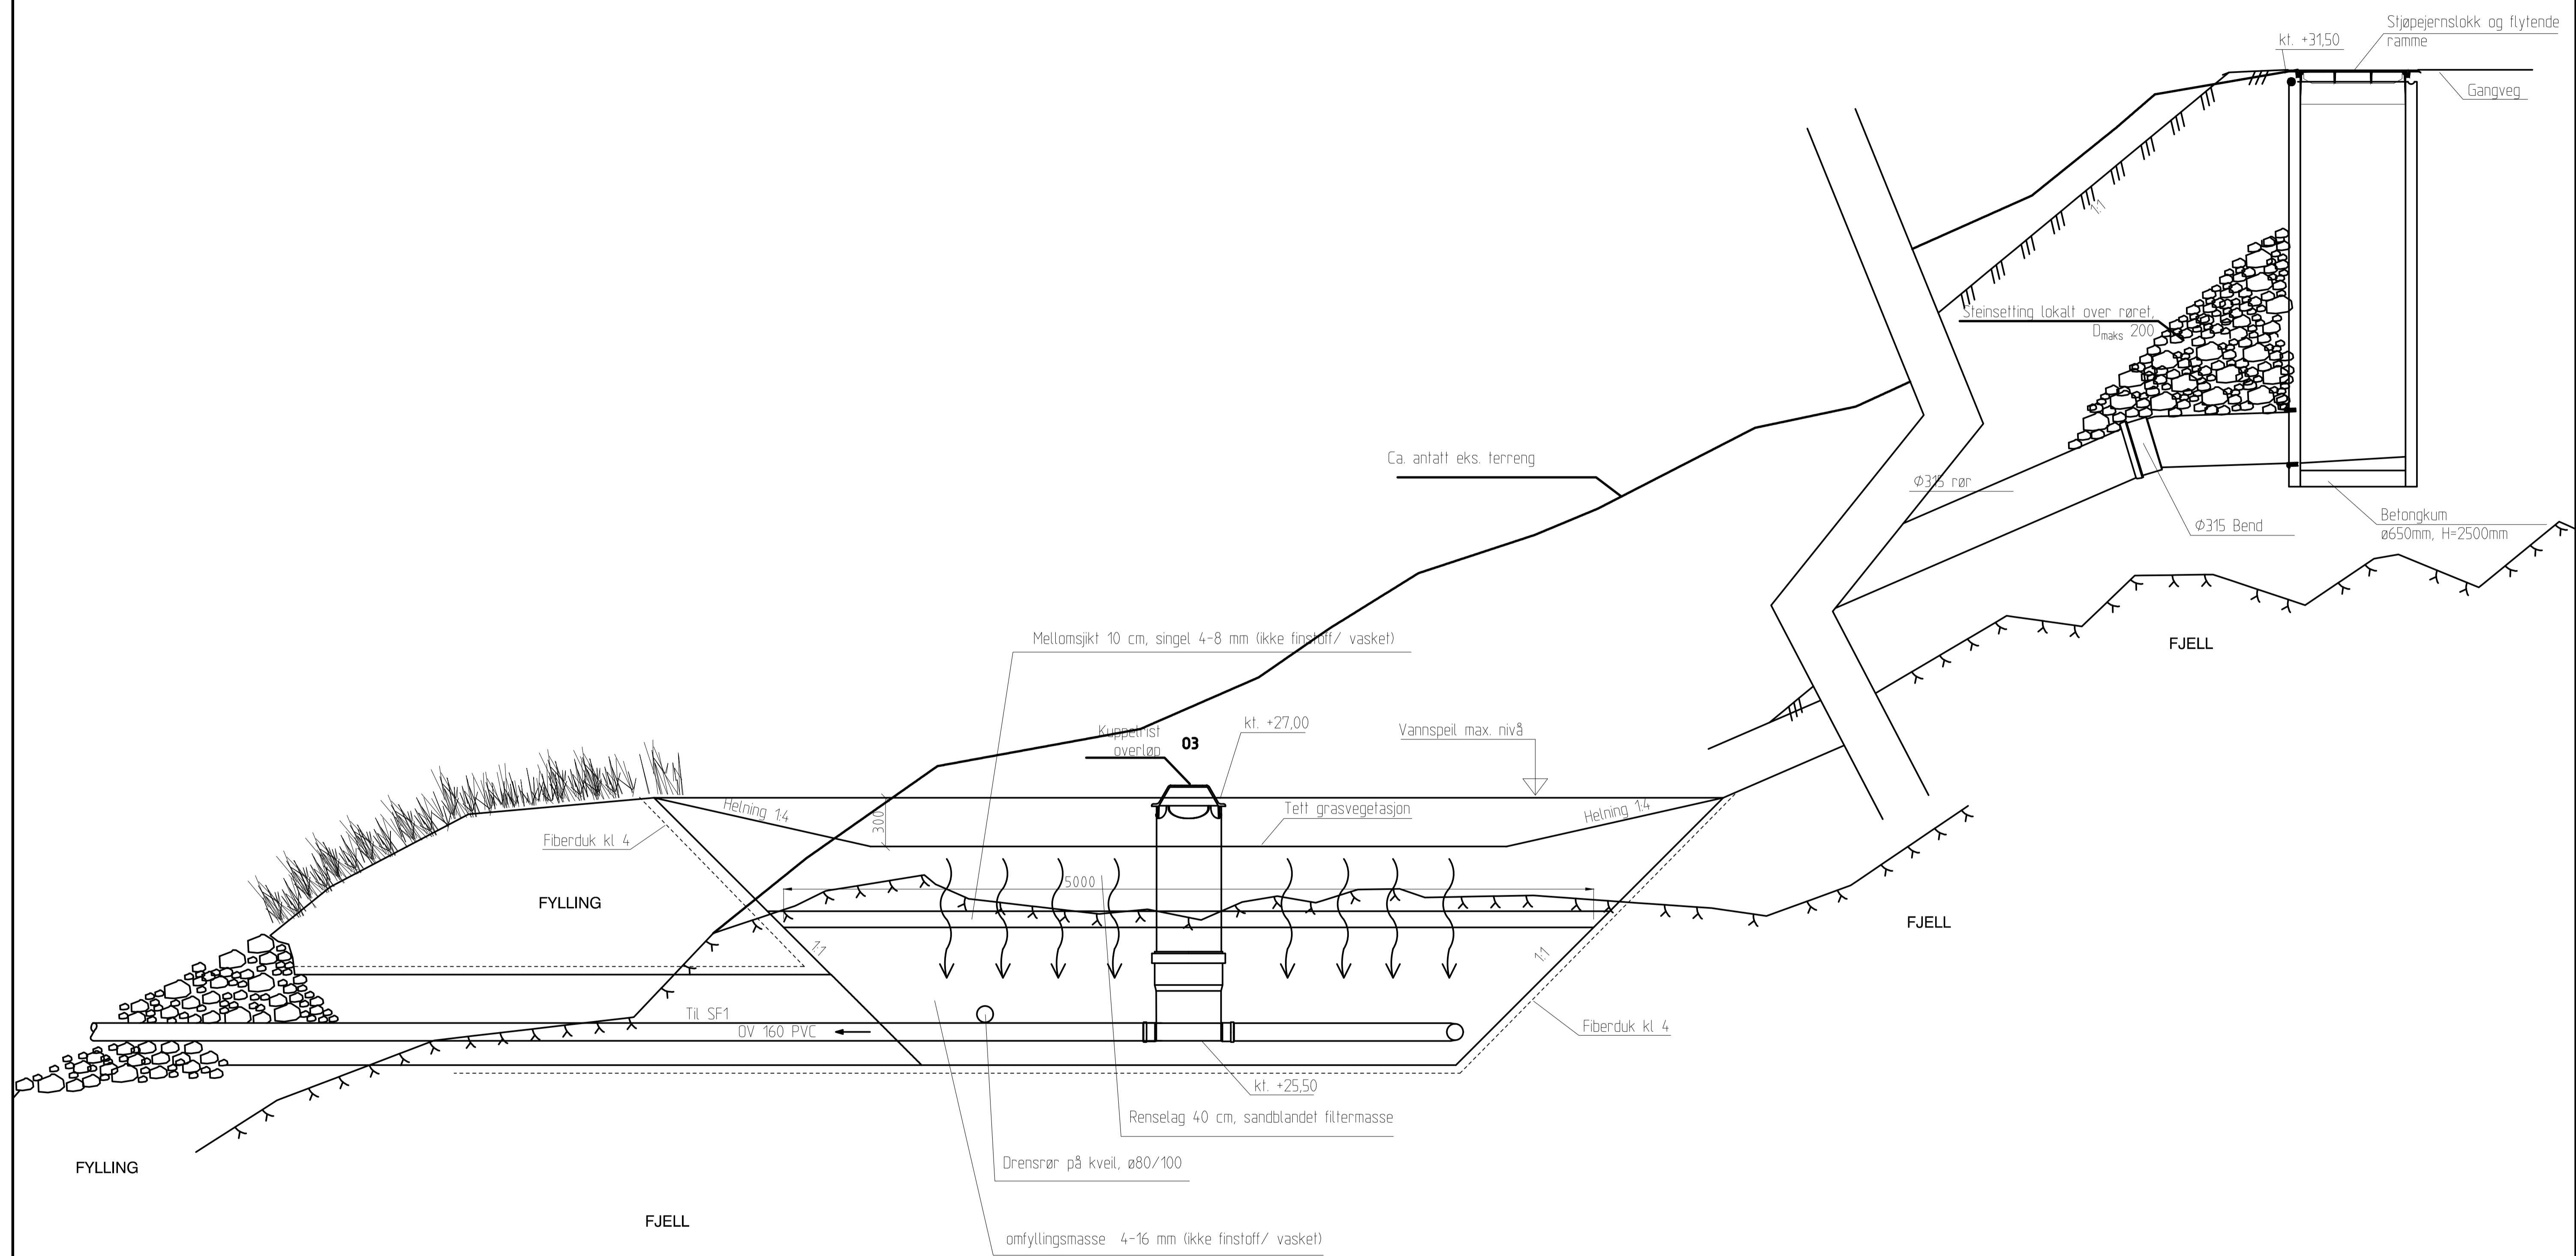 Stjøpejernslokk og flytende
ramme
kt. +31,50
Gangveg
1:1
Steinsetting lokalt over røret,
Dmaks 200
Ca. antatt eks. terreng
Φ315 rør
Φ315 Bend
Betongkum
ø650mm, H=2500mm
FJELL
Mellomsjikt 10 cm, singel 4-8 mm (ikke finstoff/ vasket)
Kuppelrist
overløp
03
kt. +27,00
Vannspeil max. nivå
Helning 1:4
300
Tett grasvegetasjon
Helning 1:4
Fiberduk kl 4
5000
FYLLING
FJELL
1:1
1:1
Til SF1
OV 160 PVC
Fiberduk kl 4
kt. +25,50
Renselag 40 cm, sandblandet filtermasse
Drensrør på kveil, ø80/100
FYLLING
FJELL
omfyllingsmasse 4-16 mm (ikke finstoff/ vasket)